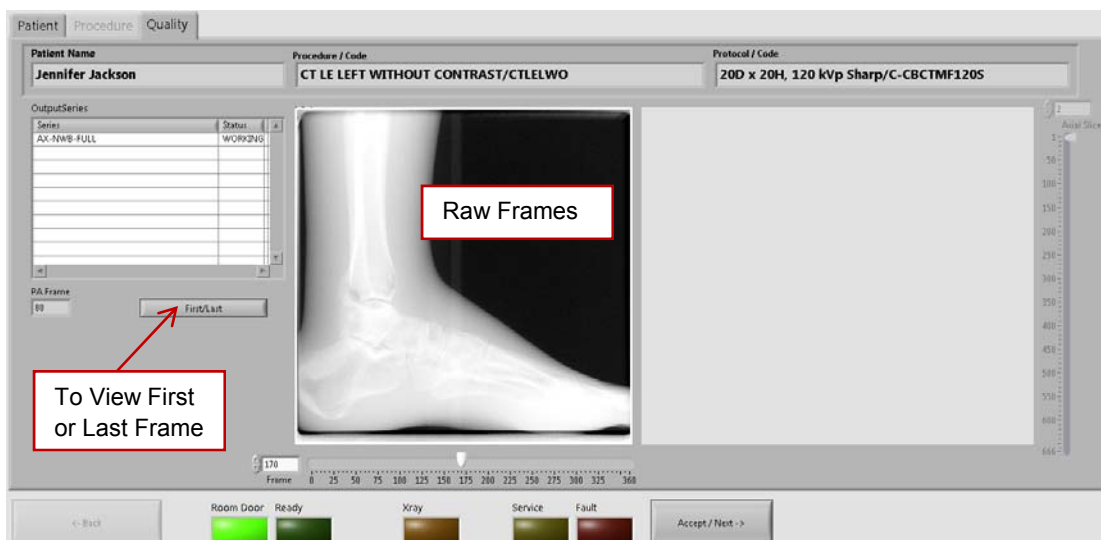 Patient Procedure Quality
Patient Name
Jennifer Jackson
Procedure / Code
CT LE LEFT WITHOUT CONTRAST/CTLELWO
Protocol / Code
20D x 20H, 120 kVp Sharp/C-CBCTMF120S
OutputSeries
Series Status
AX-NWB-FULL WORKING
PA Frame
80
First/Last
To View First
or Last Frame
Raw Frames
2
Axial Slice
1
50
100
150
200
250
300
350
400
450
500
550
600
666
170
Frame
0 25 50 75 100 125 150 175 200 225 250 275 300 325 360
<- Back
Room Door Ready Xray Service Fault
Accept / Next ->